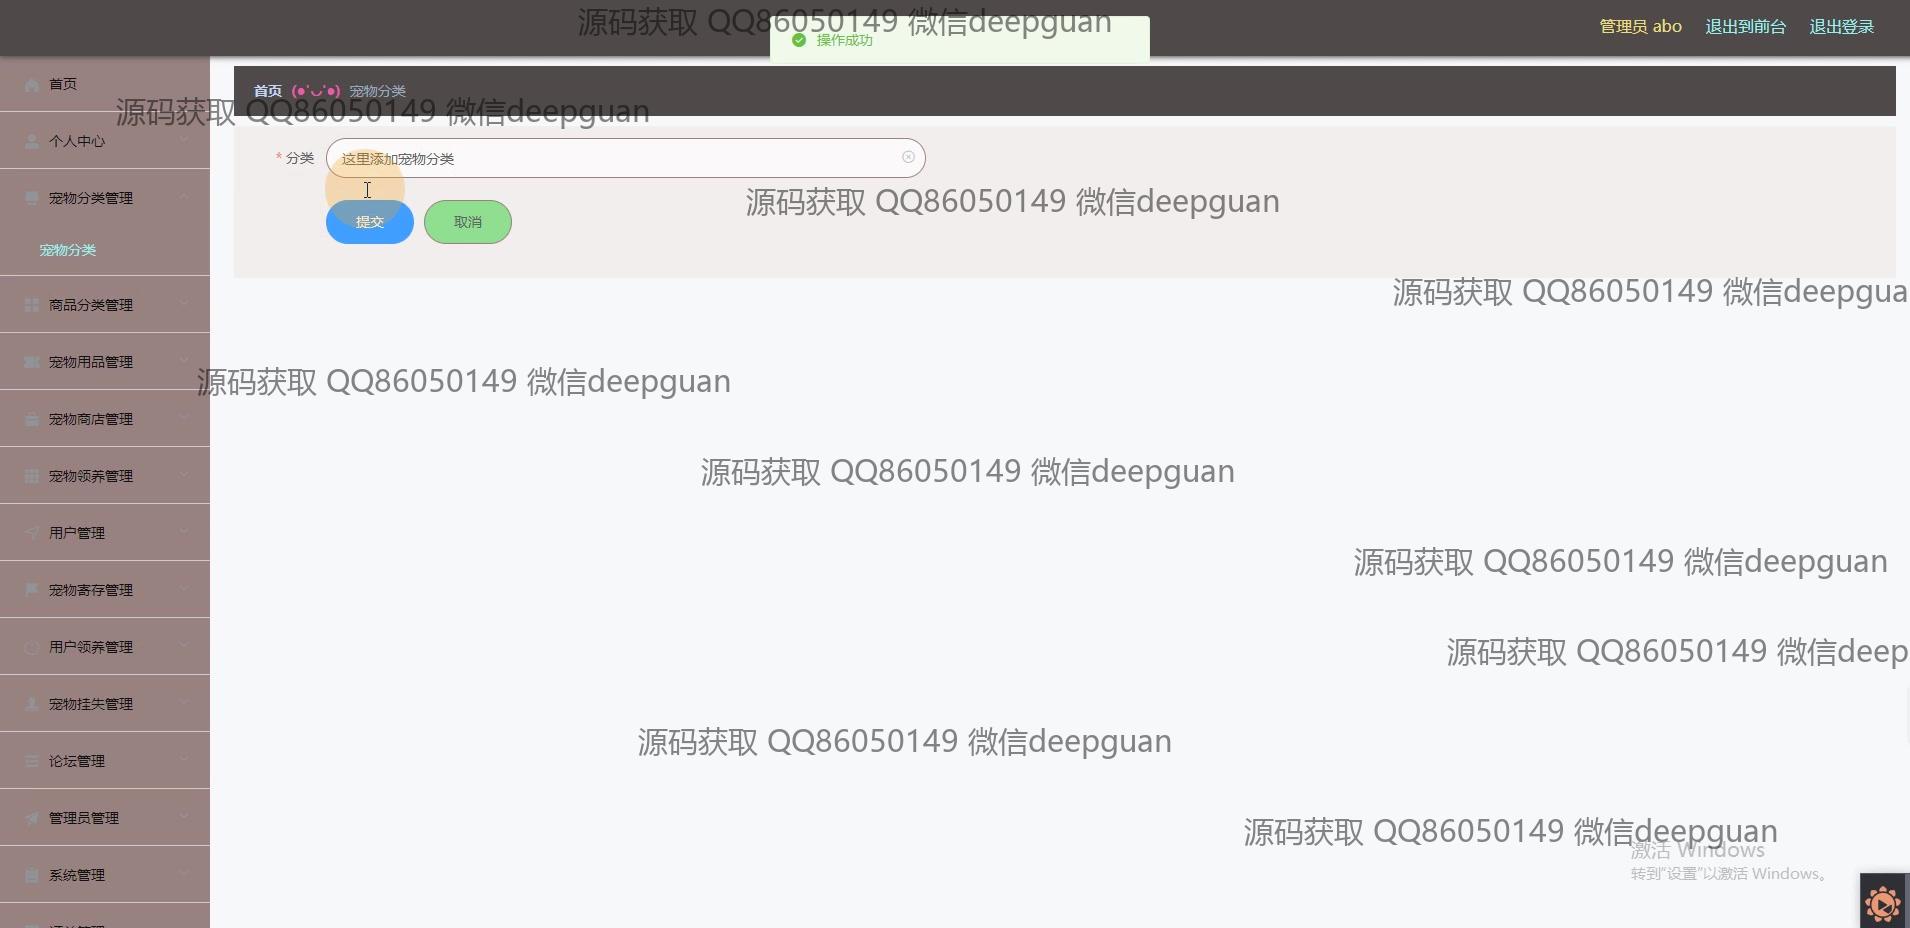 源码获取 QQ86050149 微信deepguan
操作成功
管理员 abo
退出到前台
退出登录
首页
首页 (●'◡'●) 宠物分类
源码获取 QQ86050149 微信deepguan
个人中心
* 分类
这里添加宠物分类
宠物分类管理
源码获取 QQ86050149 微信deepguan
提交
取消
宠物分类
源码获取 QQ86050149 微信deepgua
商品分类管理
宠物用品管理
源码获取 QQ86050149 微信deepguan
宠物商店管理
源码获取 QQ86050149 微信deepguan
宠物领养管理
用户管理
源码获取 QQ86050149 微信deepguan
宠物寄存管理
用户领养管理
源码获取 QQ86050149 微信deep
宠物挂失管理
源码获取 QQ86050149 微信deepguan
论坛管理
管理员管理
源码获取 QQ86050149 微信deepguan
激活 Windows
转到"设置"以激活 Windows。
系统管理